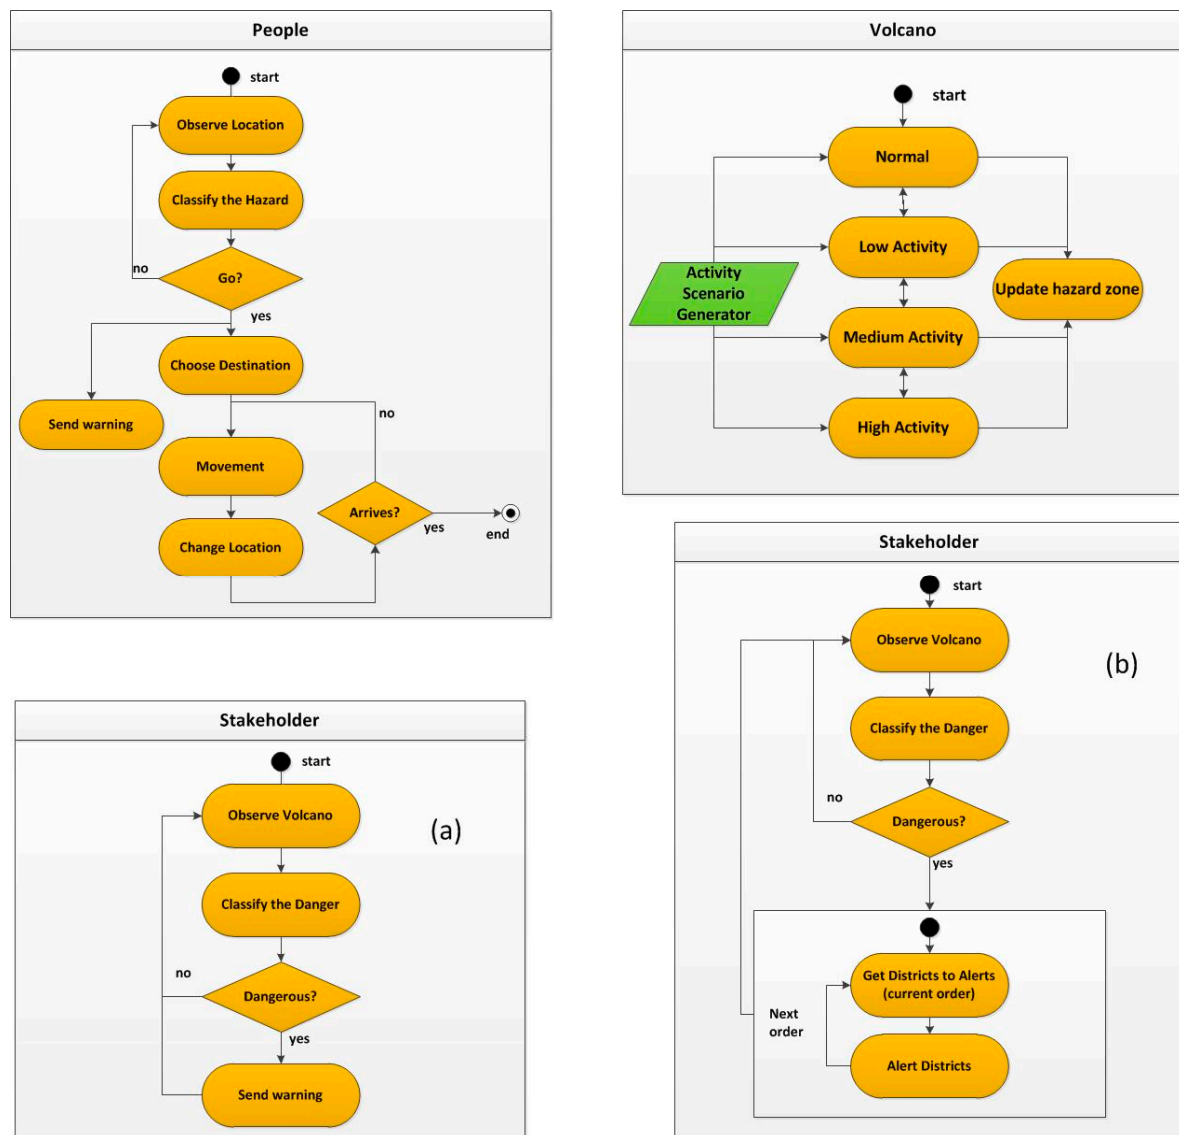 People
start
Observe Location
Classify the Hazard
no
Go?
yes
Choose Destination
no
Send warning
Movement
Arrives?
yes
end
Change Location
Volcano
start
Normal
Low Activity
Activity
Scenario
Generator
Update hazard zone
Medium Activity
High Activity
Stakeholder
start
Observe Volcano
(a)
Classify the Danger
no
Dangerous?
yes
Send warning
Stakeholder
start
Observe Volcano
(b)
Classify the Danger
no
Dangerous?
yes
Get Districts to Alerts
(current order)
Next
order
Alert Districts